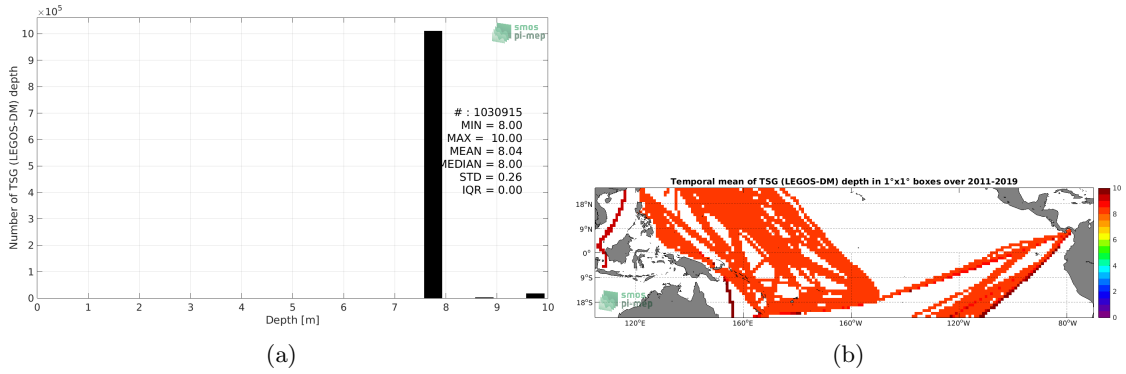 ×10⁵
10
9
8
7
6
5
4
3
2
1
0
Number of TSG (LEGOS-DM) depth
smos
pi-mep
# : 1030915
MIN = 8.00
MAX = 10.00
MEAN = 8.04
MEDIAN = 8.00
STD = 0.26
IQR = 0.00
0 1 2 3 4 5 6 7 8 9 10
Depth [m]
(a)
Temporal mean of TSG (LEGOS-DM) depth in 1°x1° boxes over 2011-2019
18°N
9°N
0°
9°S
18°S
smos
pi-mep
120°E 160°E 160°W 120°W 80°W
10
8
6
4
2
0
(b)